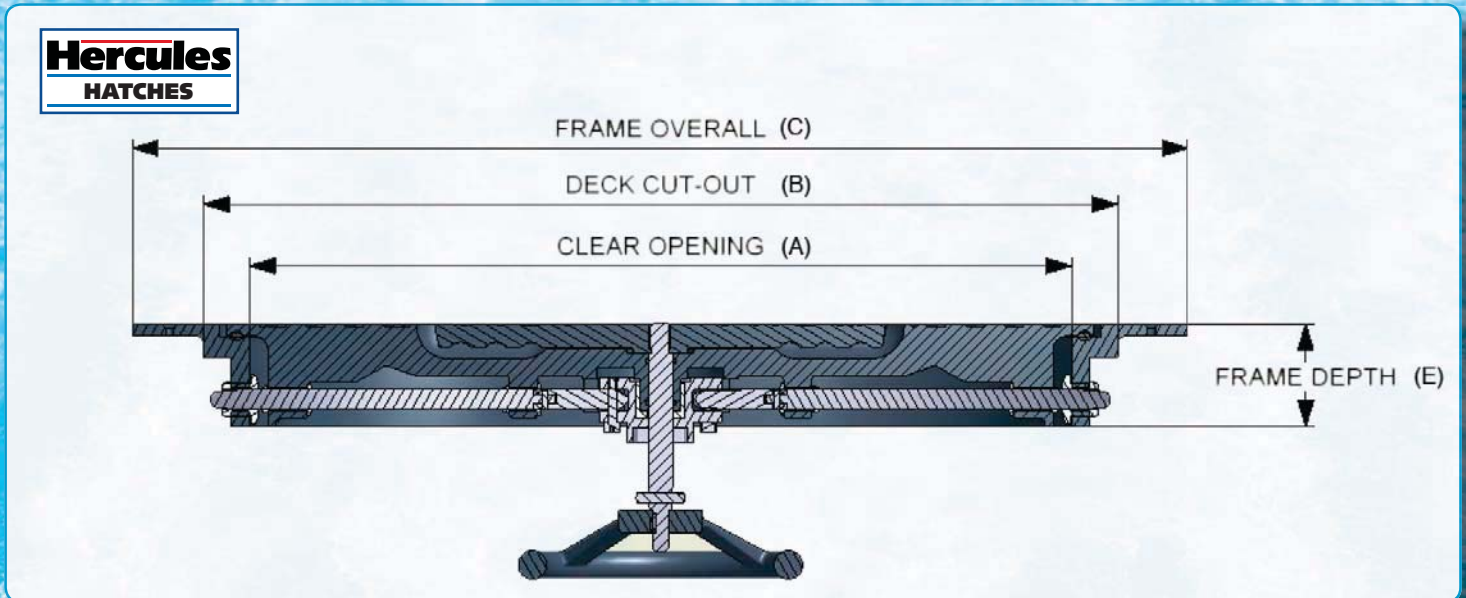 Hercules
HATCHES
FRAME OVERALL (C)
DECK CUT-OUT (B)
CLEAR OPENING (A)
FRAME DEPTH (E)